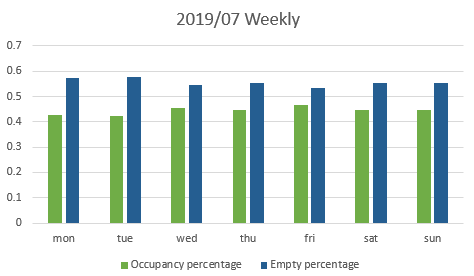 2019/07 Weekly
0.7
0.6
0.5
0.4
0.3
0.2
0.1
0
mon tue wed thu fri sat sun
Occupancy percentage Empty percentage